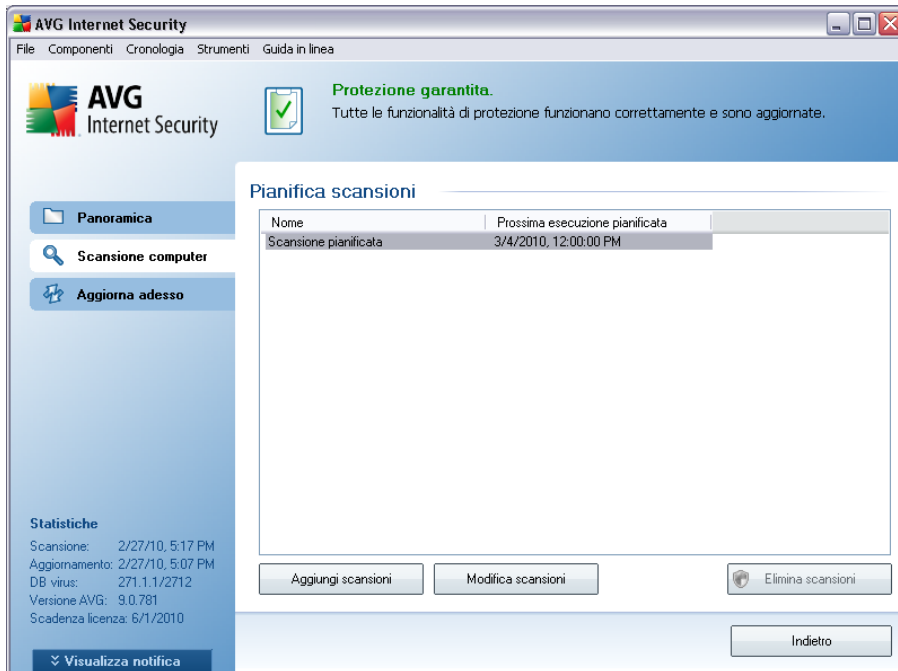 AVG Internet Security
File Componenti Cronologia Strumenti Guida in linea
AVG
Internet Security
Protezione garantita.
Tutte le funzionalità di protezione funzionano correttamente e sono aggiornate.
Panoramica
Scansione computer
Aggiorna adesso
Pianifica scansioni
Nome Prossima esecuzione pianificata
Scansione pianificata 3/4/2010, 12:00:00 PM
Statistiche
Scansione: 2/27/10, 5:17 PM
Aggiornamento: 2/27/10, 5:07 PM
DB virus: 271.1.1/2712
Versione AVG: 9.0.781
Scadenza licenza: 6/1/2010
Visualizza notifica
Aggiungi scansioni Modifica scansioni Elimina scansioni
Indietro